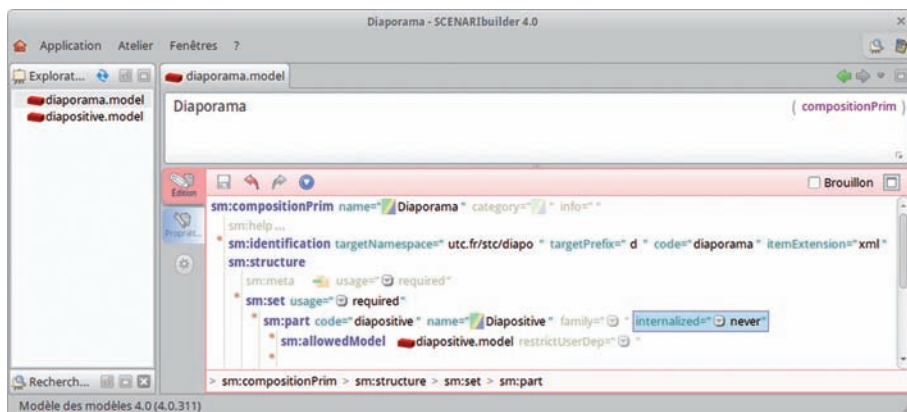 Diaporama - SCENARIbuilder 4.0
Application Atelier Fenêtres ?
Explorat...
diaporama.model
diaporama.model
diapositive.model
Diaporama
( compositionPrim )
Edition
Brouillon
Propriét...
sm:compositionPrim name="Diaporama" category=" " info=" "
sm:help ...
* sm:identification targetNamespace=" utc.fr/stc/diapo " targetPrefix=" d " code="diaporama" itemExtension="xml"
sm:structure
sm:meta usage=" required"
* sm:set usage=" required"
* sm:part code="diapositive" name="Diapositive" family=" " internalized=" never"
* sm:allowedModel diapositive.model restrictUserDep=" "
*
> sm:compositionPrim > sm:structure > sm:set > sm:part
Recherch...
Modèle des modèles 4.0 (4.0.311)